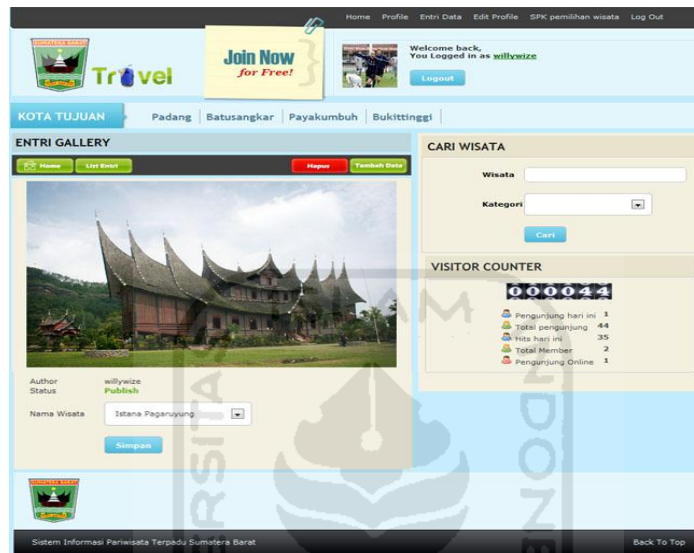 Home Profile Entri Data Edit Profile SPK pemilihan wisata Log Out
SUMATERA BARAT
Travel
Join Now
for Free!
Welcome back,
You Logged in as willywize
Logout
KOTA TUJUAN
Padang Batusangkar Payakumbuh Bukittinggi
ENTRI GALLERY
Home List Entri Hapus Tambah Data
Author willywize
Status Publish
Nama Wisata Istana Pagaruyung
Simpan
CARI WISATA
Wisata
Kategori
Cari
VISITOR COUNTER
000044
Pengunjung hari ini 1
Total pengunjung 44
Hits hari ini 35
Total Member 2
Pengunjung Online 1
SUMATERA BARAT
Sistem Informasi Pariwisata Terpadu Sumatera Barat
Back To Top